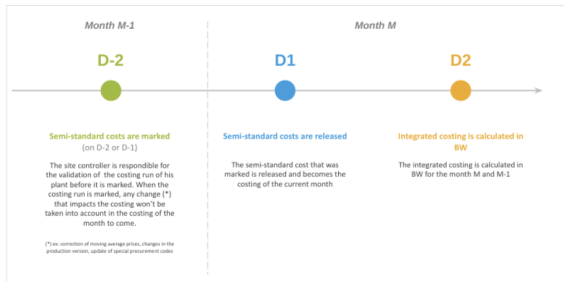 Month M-1
Month M
D-2
D1
D2
Semi-standard costs are marked
(on D-2 or D-1)
The site controller is respondible for
the validation of the costing run of his
plant before it is marked. When the
costing run is marked, any change (*)
that impacts the costing won't be
taken into account in the costing of the
month to come.
(*) ex: correction of moving average prices, changes in the
production version, update of special procurement codes
Semi-standard costs are released
The semi-standard cost that was
marked is released and becomes the
costing of the current month
Integrated costing is calculated in
BW
The integrated costing is calculated in
BW for the month M and M-1